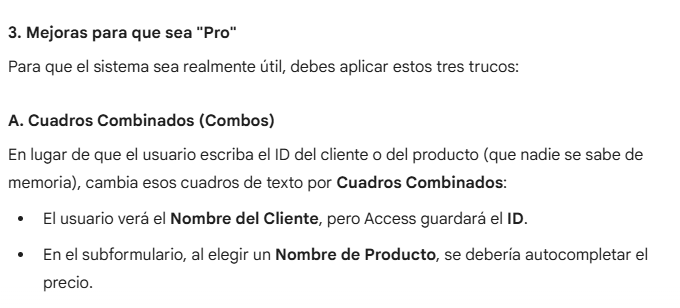 3. Mejoras para que sea "Pro"
Para que el sistema sea realmente útil, debes aplicar estos tres trucos:
A. Cuadros Combinados (Combos)
En lugar de que el usuario escriba el ID del cliente o del producto (que nadie se sabe de
memoria), cambia esos cuadros de texto por Cuadros Combinados:
• El usuario verá el Nombre del Cliente, pero Access guardará el ID.
• En el subformulario, al elegir un Nombre de Producto, se debería autocompletar el
precio.